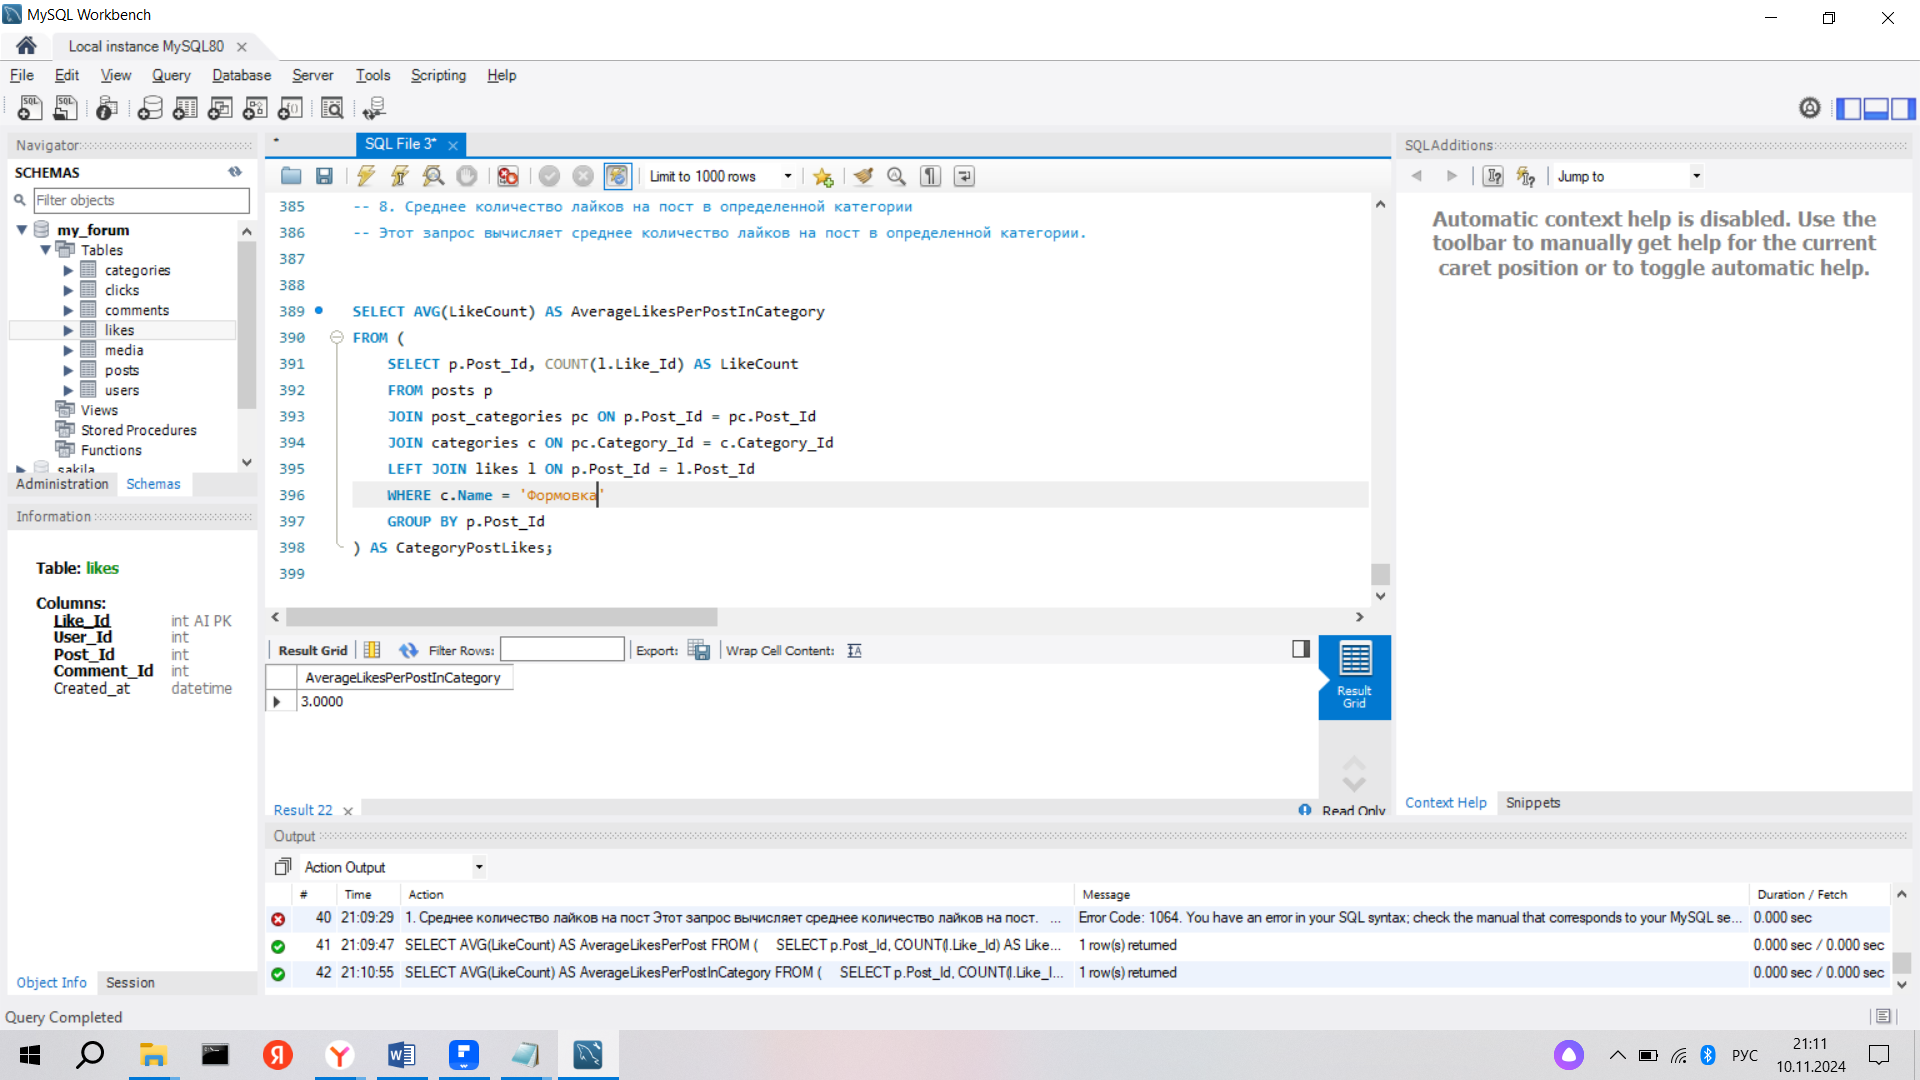 MySQL Workbench
Local instance MySQL80
File Edit View Query Database Server Tools Scripting Help
Navigator
SCHEMAS
Filter objects
my_forum
Tables
categories
clicks
comments
likes
media
posts
users
Views
Stored Procedures
Functions
sakila
Administration Schemas
Information
Table: likes
Columns:
Like_Id int AI PK
User_Id int
Post_Id int
Comment_Id int
Created_at datetime
Object Info Session
Query Completed
* SQL File 3*
Limit to 1000 rows
385 -- 8. Среднее количество лайков на пост в определенной категории
386 -- Этот запрос вычисляет среднее количество лайков на пост в определенной категории.
387
388
389 SELECT AVG(LikeCount) AS AverageLikesPerPostInCategory
390 FROM (
391 SELECT p.Post_Id, COUNT(l.Like_Id) AS LikeCount
392 FROM posts p
393 JOIN post_categories pc ON p.Post_Id = pc.Post_Id
394 JOIN categories c ON pc.Category_Id = c.Category_Id
395 LEFT JOIN likes l ON p.Post_Id = l.Post_Id
396 WHERE c.Name = 'Формовка'
397 GROUP BY p.Post_Id
398 ) AS CategoryPostLikes;
399
Result Grid Filter Rows: Export: Wrap Cell Content:
AverageLikesPerPostInCategory
3.0000
Result Grid
Result 22
Read Only
SQLAdditions
Jump to
Automatic context help is disabled. Use the
toolbar to manually get help for the current
caret position or to toggle automatic help.
Context Help Snippets
Output
Action Output
# Time Action Message Duration / Fetch
40 21:09:29 1. Среднее количество лайков на пост Этот запрос вычисляет среднее количество лайков на пост. ... Error Code: 1064. You have an error in your SQL syntax; check the manual that corresponds to your MySQL se... 0.000 sec
41 21:09:47 SELECT AVG(LikeCount) AS AverageLikesPerPost FROM ( SELECT p.Post_Id, COUNT(l.Like_Id) AS Like... 1 row(s) returned 0.000 sec / 0.000 sec
42 21:10:55 SELECT AVG(LikeCount) AS AverageLikesPerPostInCategory FROM ( SELECT p.Post_Id, COUNT(l.Like_I... 1 row(s) returned 0.000 sec / 0.000 sec
РУС
21:11
10.11.2024